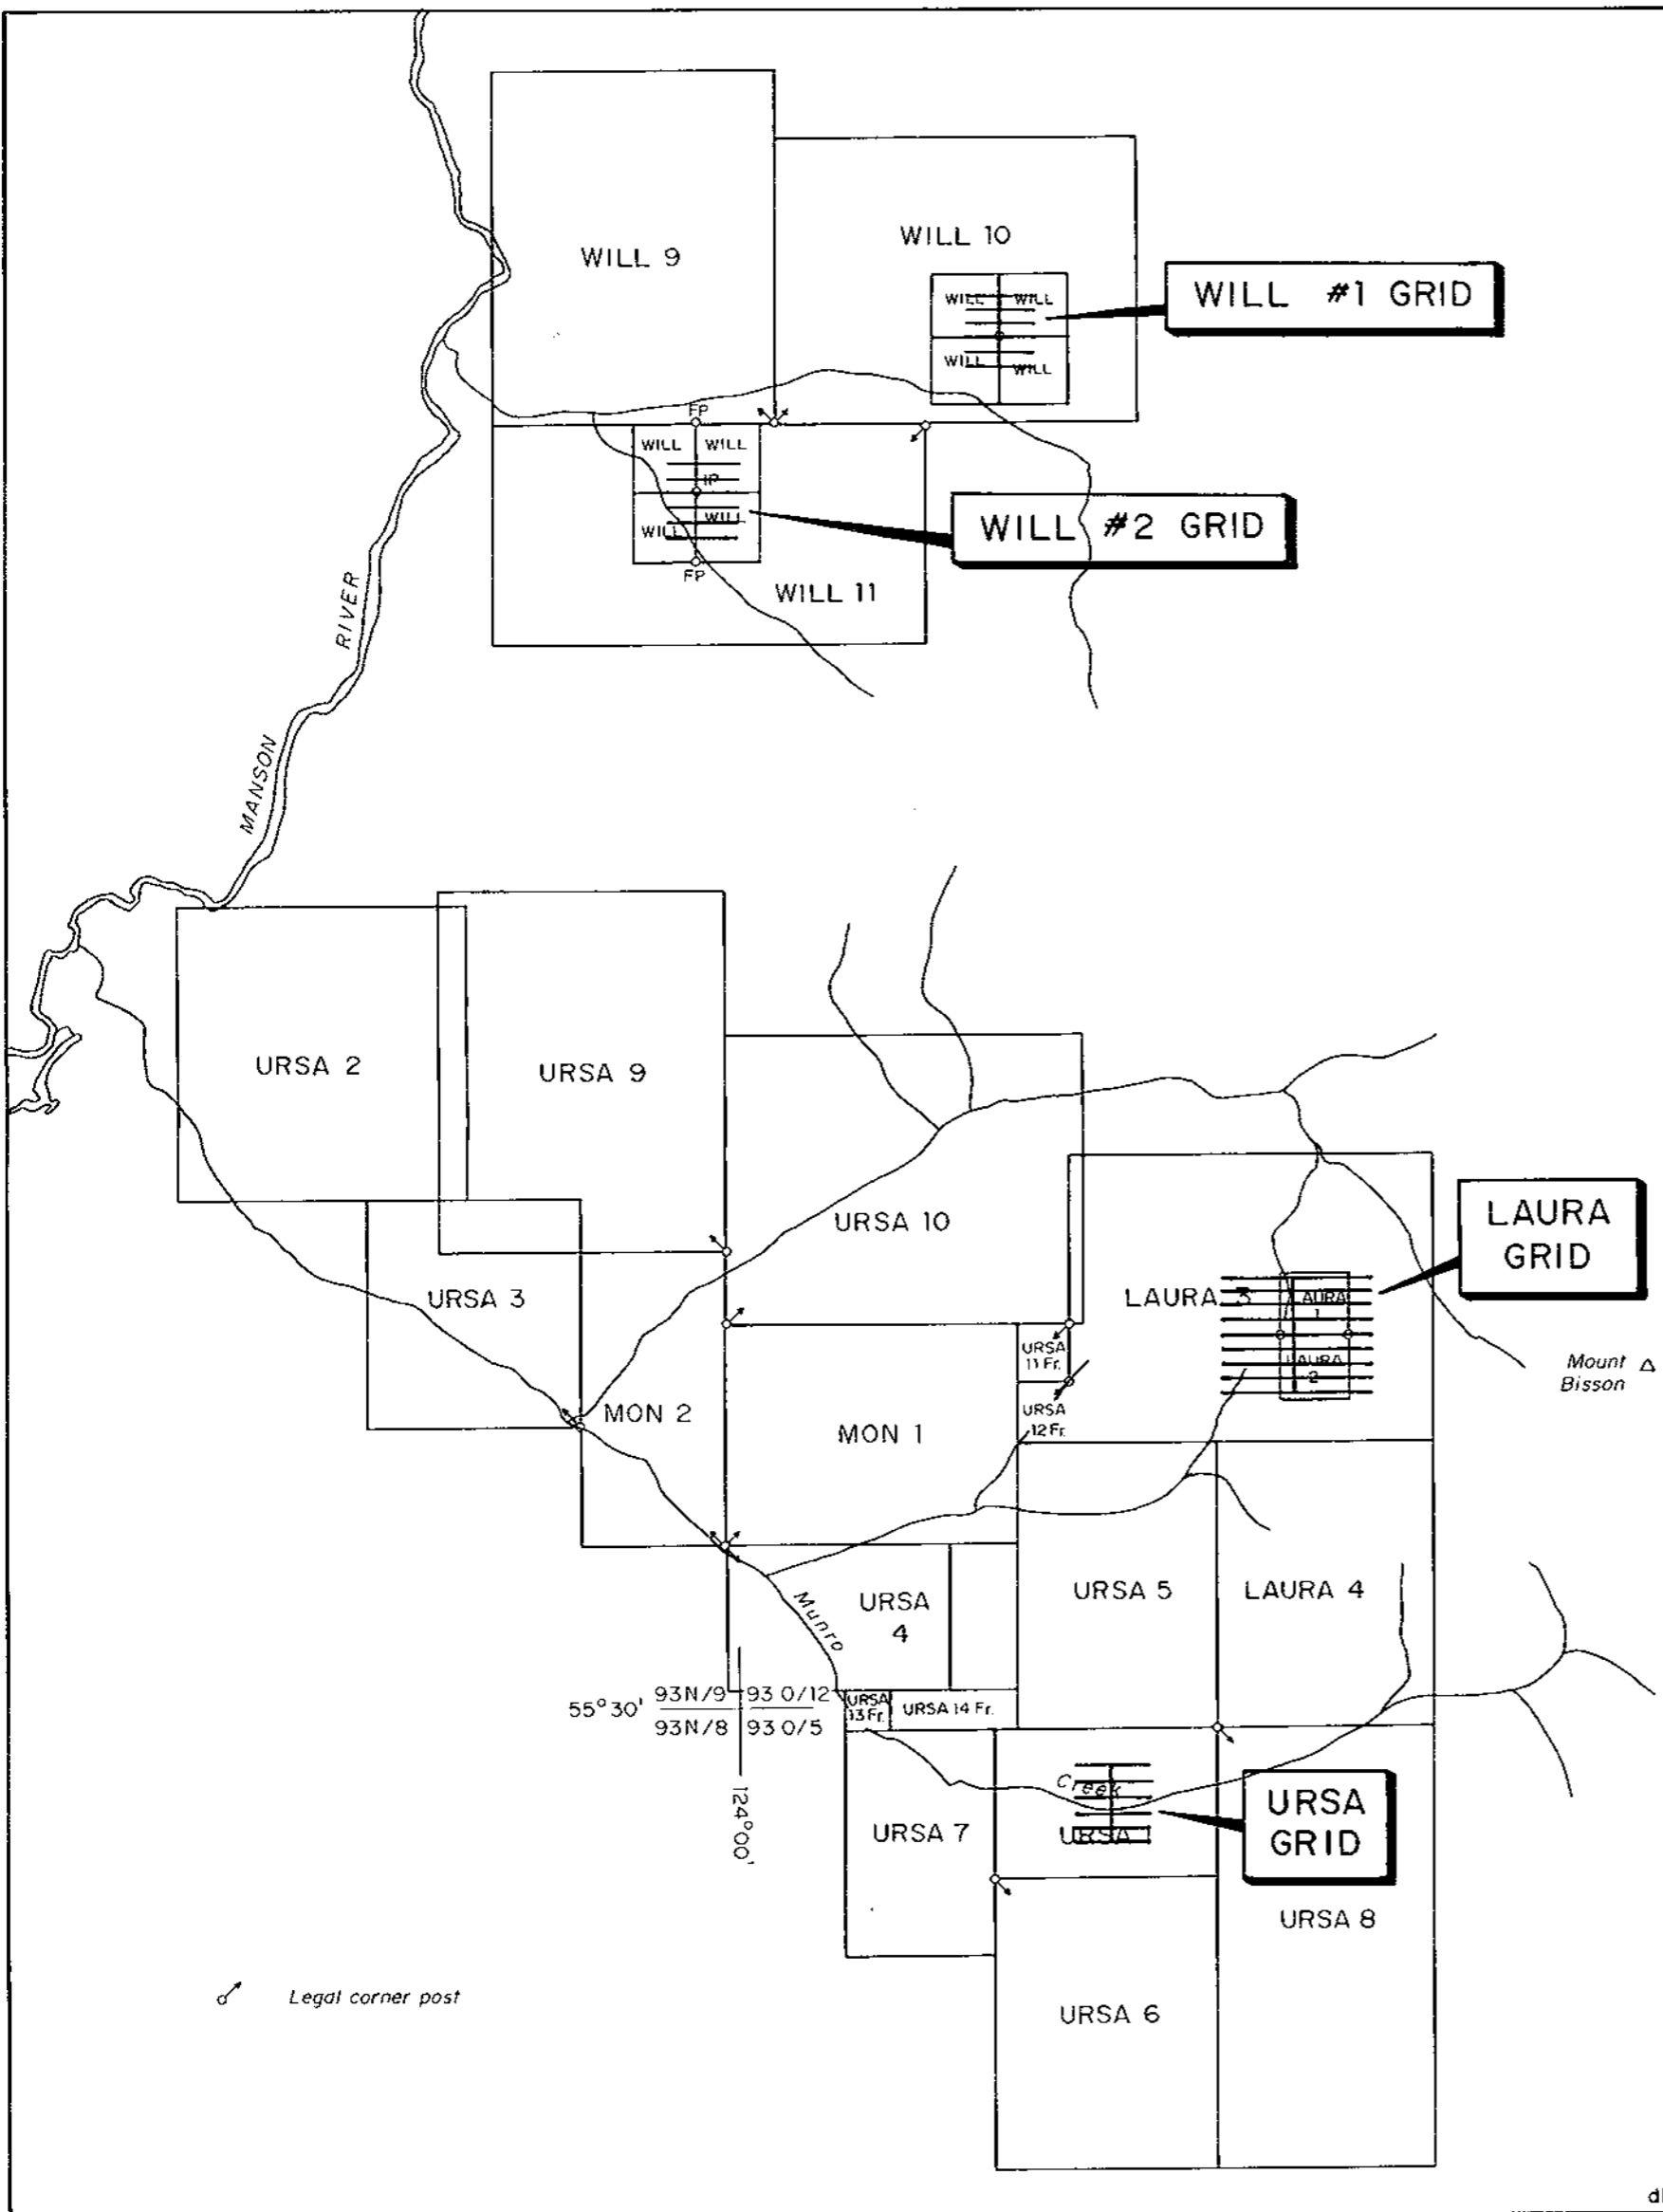 WILL 9
WILL 10
WILL WILL
WILL WILL
WILL #1 GRID
FP
WILL WILL
IP
WILL
WILL
FP
WILL #2 GRID
WILL 11
MANSON RIVER
URSA 2
URSA 9
URSA 10
URSA 3
LAURA 3
LAURA
1
LAURA
2
LAURA
GRID
Mount
Bisson
URSA
11 Fr.
URSA
12 Fr.
MON 2
MON 1
URSA
4
URSA 5
LAURA 4
Munro
55°30' 93N/9 93 O/12
93N/8 93 O/5
124°00'
URSA
13 Fr.
URSA 14 Fr.
Creek
URSA 7
URSA 1
URSA
GRID
URSA 8
URSA 6
Legal corner post